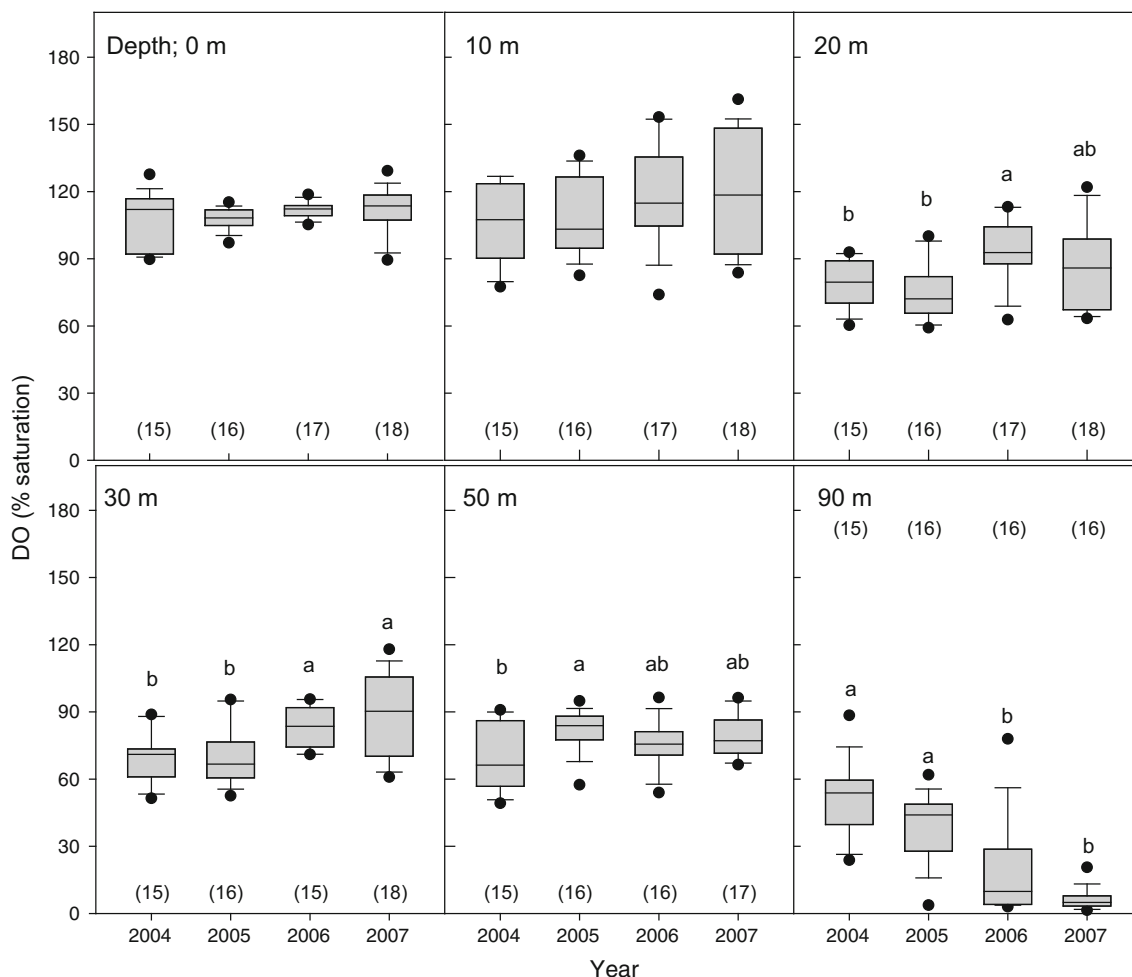 Depth; 0 m
10 m
20 m
180
150
120
90
60
30
0
b
b
a
ab
(15)
(16)
(17)
(18)
(15)
(16)
(17)
(18)
(15)
(16)
(17)
(18)
DO (% saturation)
30 m
50 m
90 m
180
150
120
90
60
30
0
(15)
(16)
(16)
(16)
b
b
a
a
b
a
ab
ab
a
a
b
b
(15)
(16)
(15)
(18)
(15)
(16)
(16)
(17)
2004
2005
2006
2007
2004
2005
2006
2007
2004
2005
2006
2007
Year